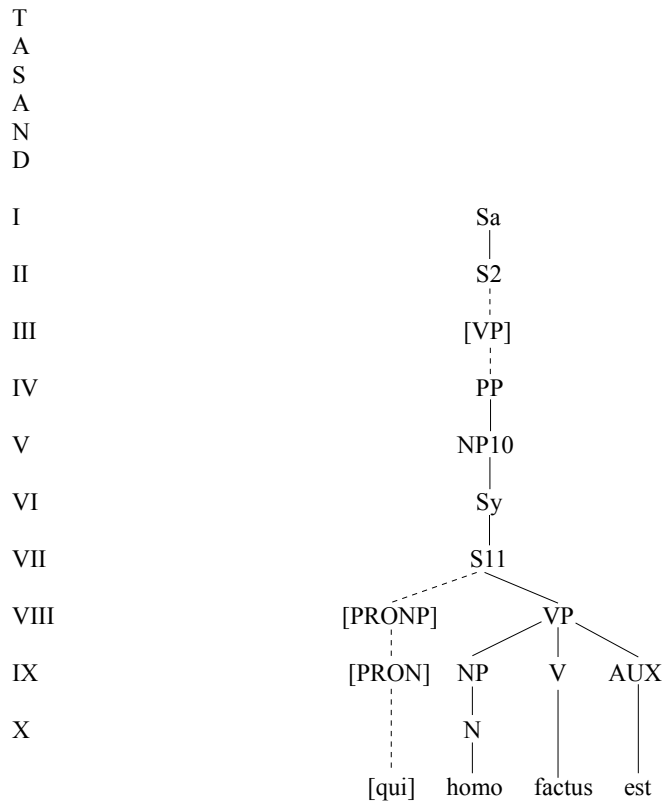 T
A
S
A
N
D
I Sa
II S2
III [VP]
IV PP
V NP10
VI Sy
VII S11
VIII [PRONP] VP
IX [PRON] NP V AUX
X N
[qui] homo factus est